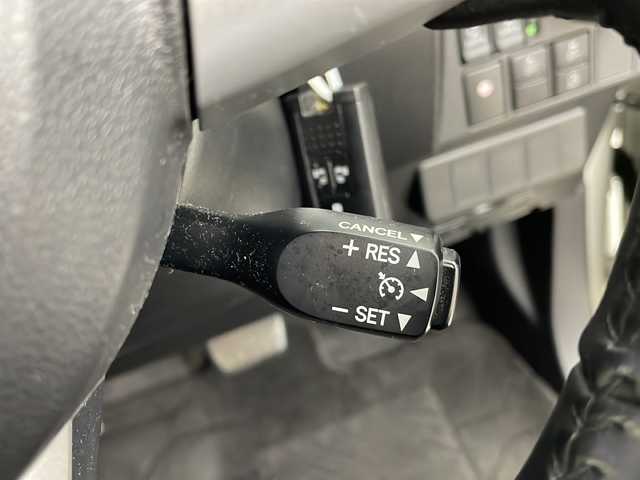 CANCEL▼
+ RES ▲
◀
− SET ▼